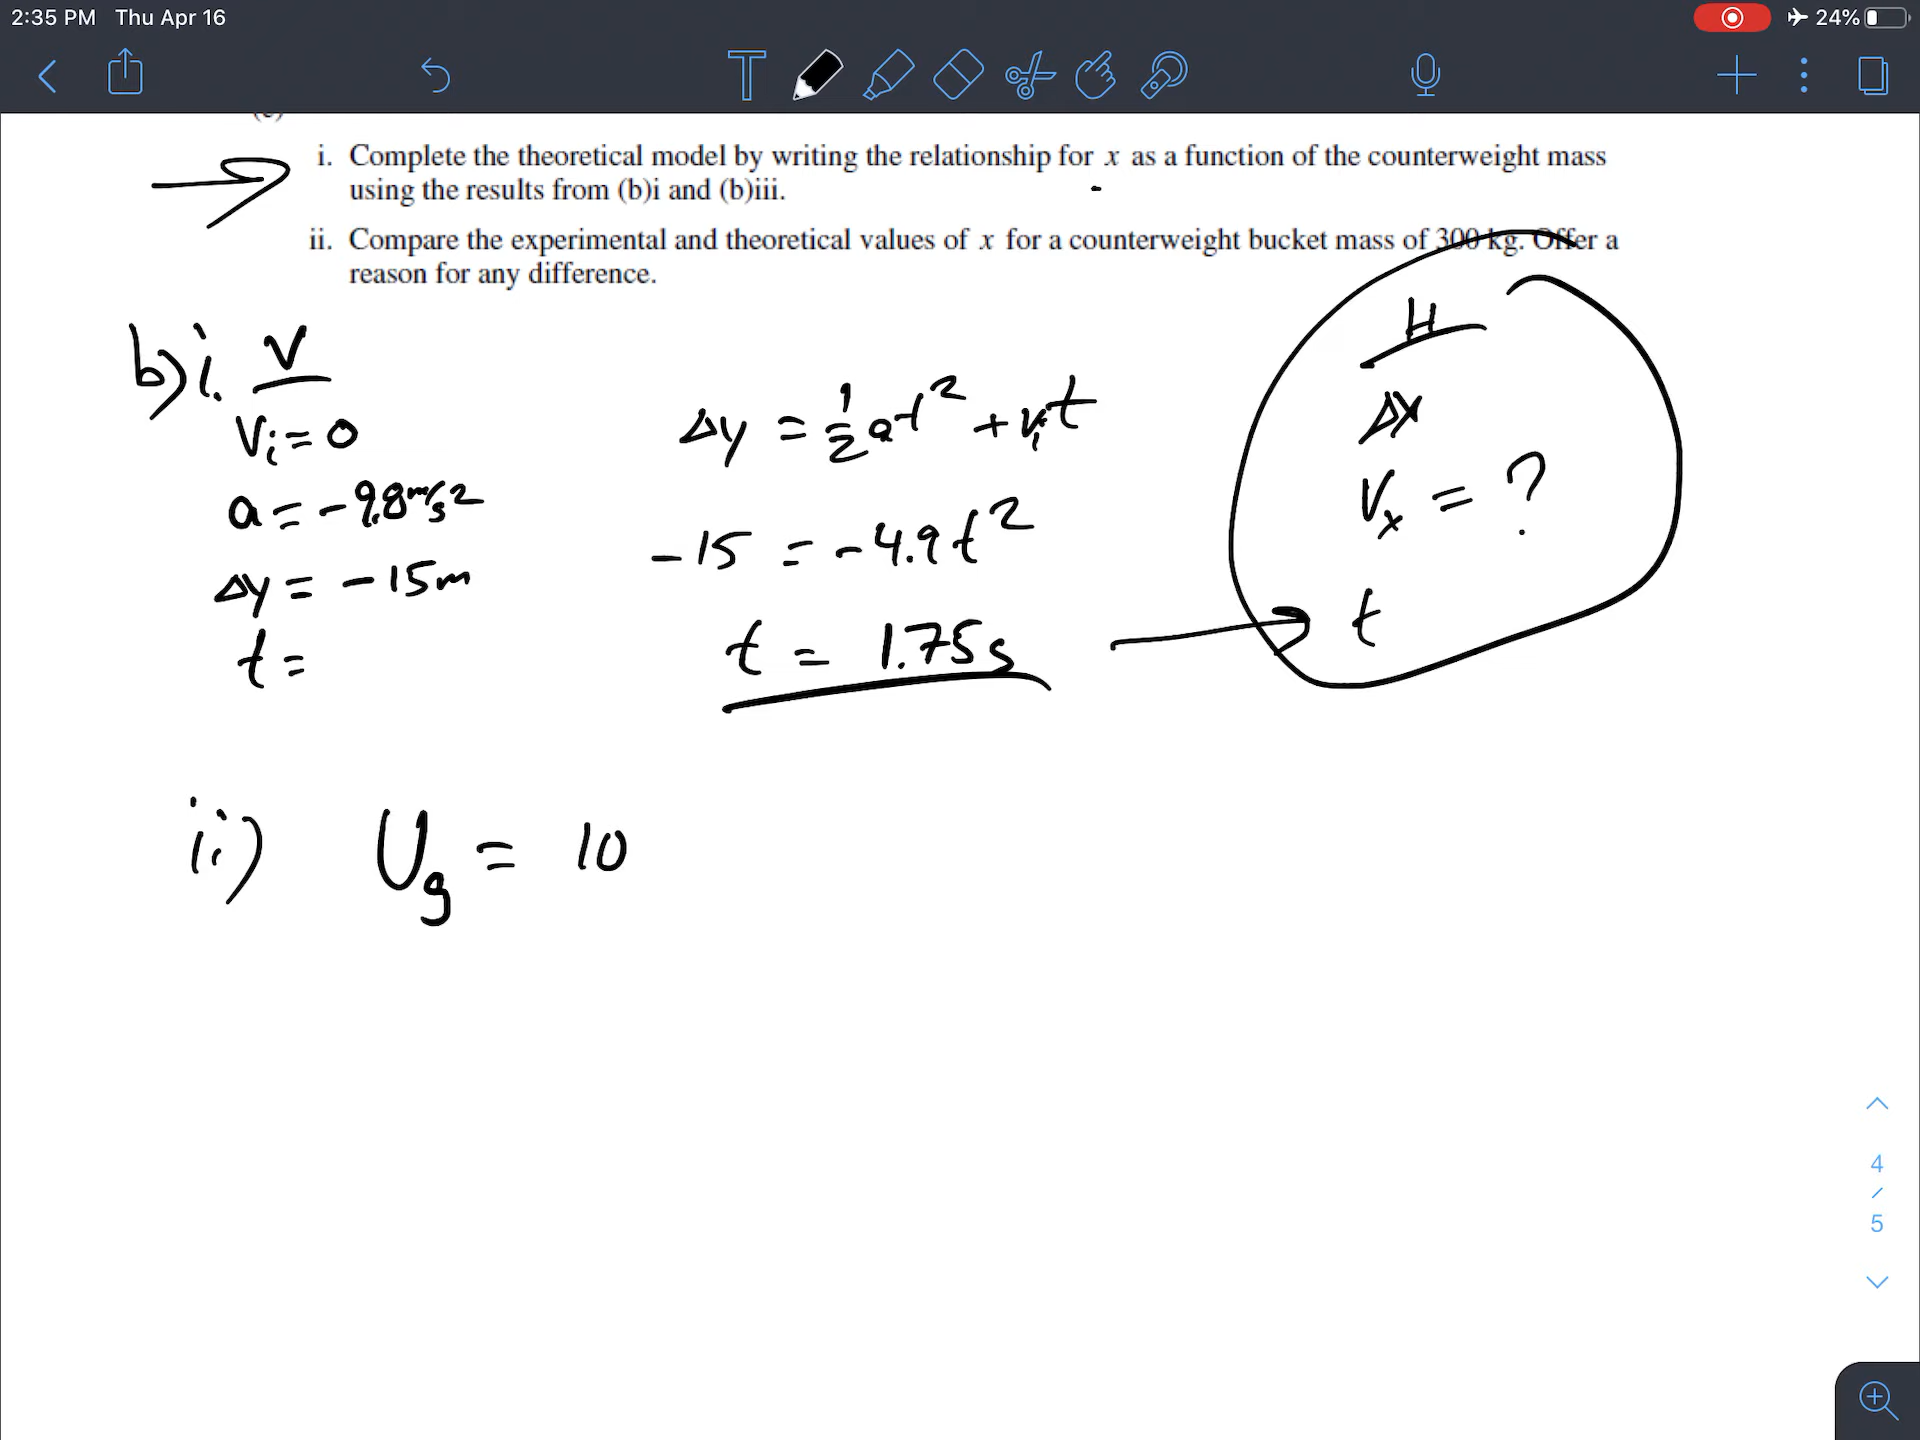 2:35 PM Thu Apr 16
24%
T
i. Complete the theoretical model by writing the relationship for x as a function of the counterweight mass
using the results from (b)i and (b)iii.
ii. Compare the experimental and theoretical values of x for a counterweight bucket mass of 300 kg. Offer a
reason for any difference.
b)i. V
Vi = 0
a = -9.8 m/s2
Δy = -15m
t =
Δy = 1/2 at² + vit
-15 = -4.9t²
t = 1.75s
H
Δx
Vx = ?
t
ii) Ug = 10
4
/
5